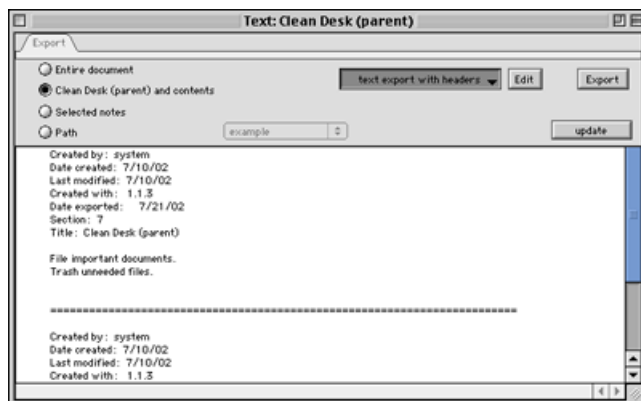 Text: Clean Desk (parent)
Export
Entire document
Clean Desk (parent) and contents
text export with headers
Edit
Export
Selected notes
Path
example
update
Created by: system
Date created: 7/10/02
Last modified: 7/10/02
Created with: 1.1.3
Date exported: 7/21/02
Section: 7
Title: Clean Desk (parent)
File important documents.
Trash unneeded files.
========================================================================
Created by: system
Date created: 7/10/02
Last modified: 7/10/02
Created with: 1.1.3